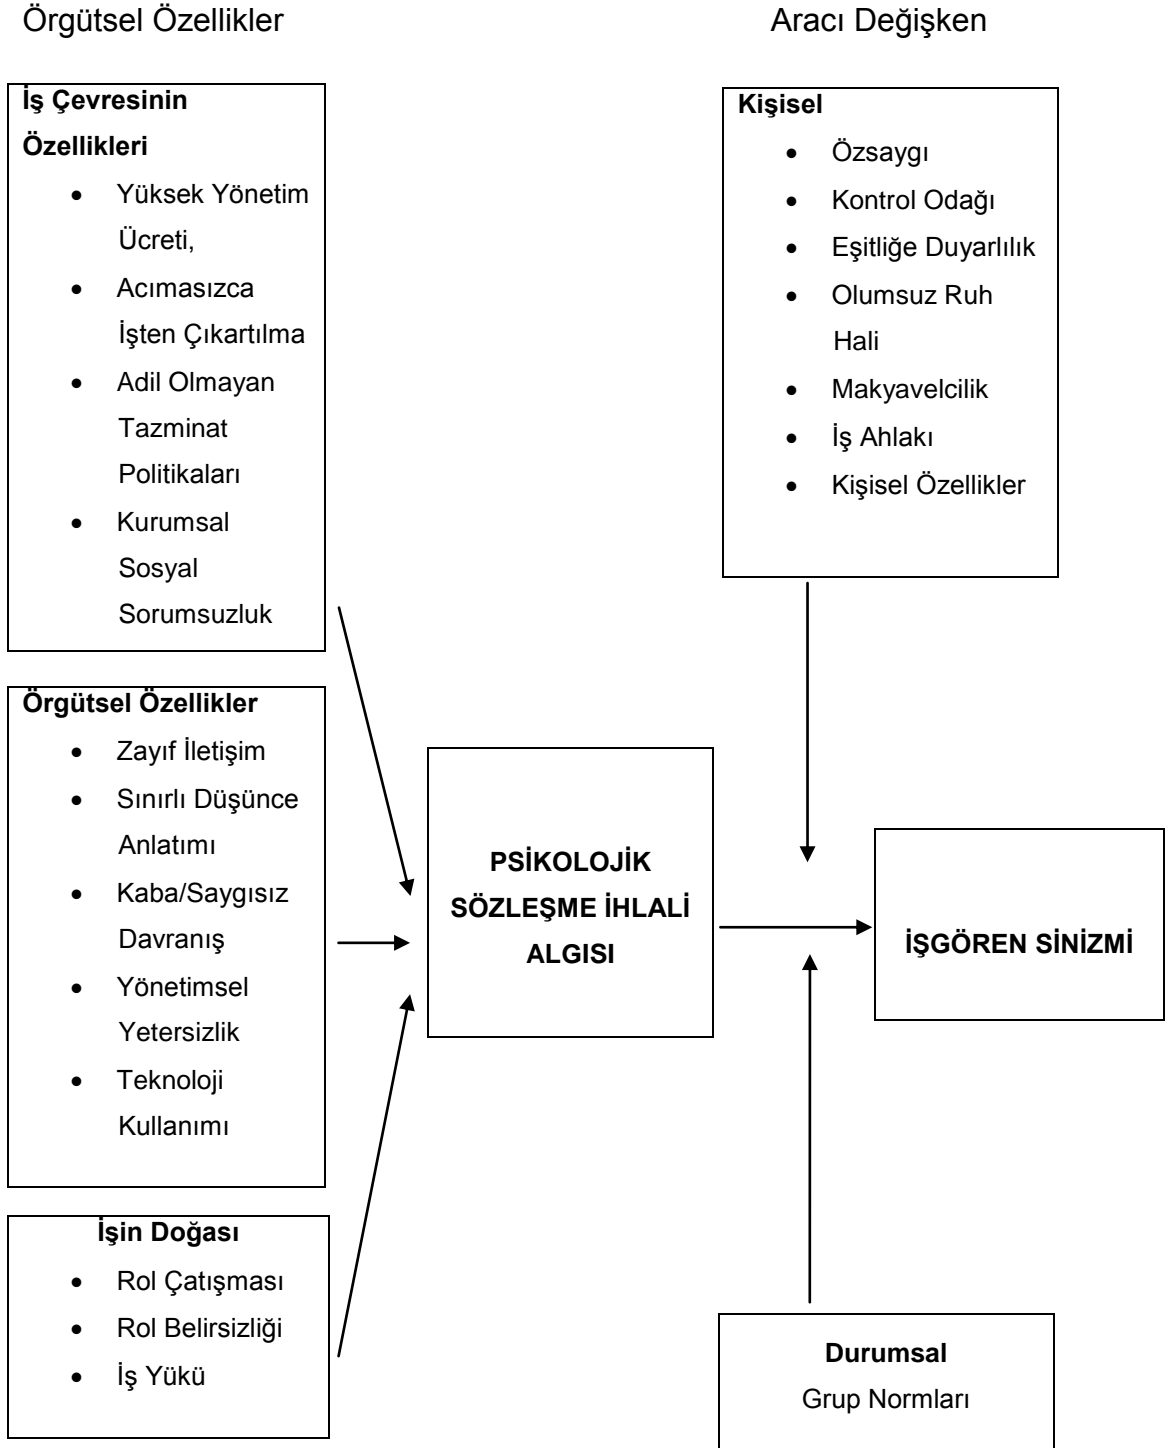 Örgütsel Özellikler
Aracı Değişken
İş Çevresinin
Özellikleri
• Yüksek Yönetim
Ücreti,
• Acımasızca
İşten Çıkartılma
• Adil Olmayan
Tazminat
Politikaları
• Kurumsal
Sosyal
Sorumsuzluk
Kişisel
• Özsaygı
• Kontrol Odağı
• Eşitliğe Duyarlılık
• Olumsuz Ruh
Hali
• Makyavelcilik
• İş Ahlakı
• Kişisel Özellikler
Örgütsel Özellikler
• Zayıf İletişim
• Sınırlı Düşünce
Anlatımı
• Kaba/Saygısız
Davranış
• Yönetimsel
Yetersizlik
• Teknoloji
Kullanımı
PSİKOLOJİK
SÖZLEŞME İHLALİ
ALGISI
İŞGÖREN SİNİZMİ
İşin Doğası
• Rol Çatışması
• Rol Belirsizliği
• İş Yükü
Durumsal
Grup Normları